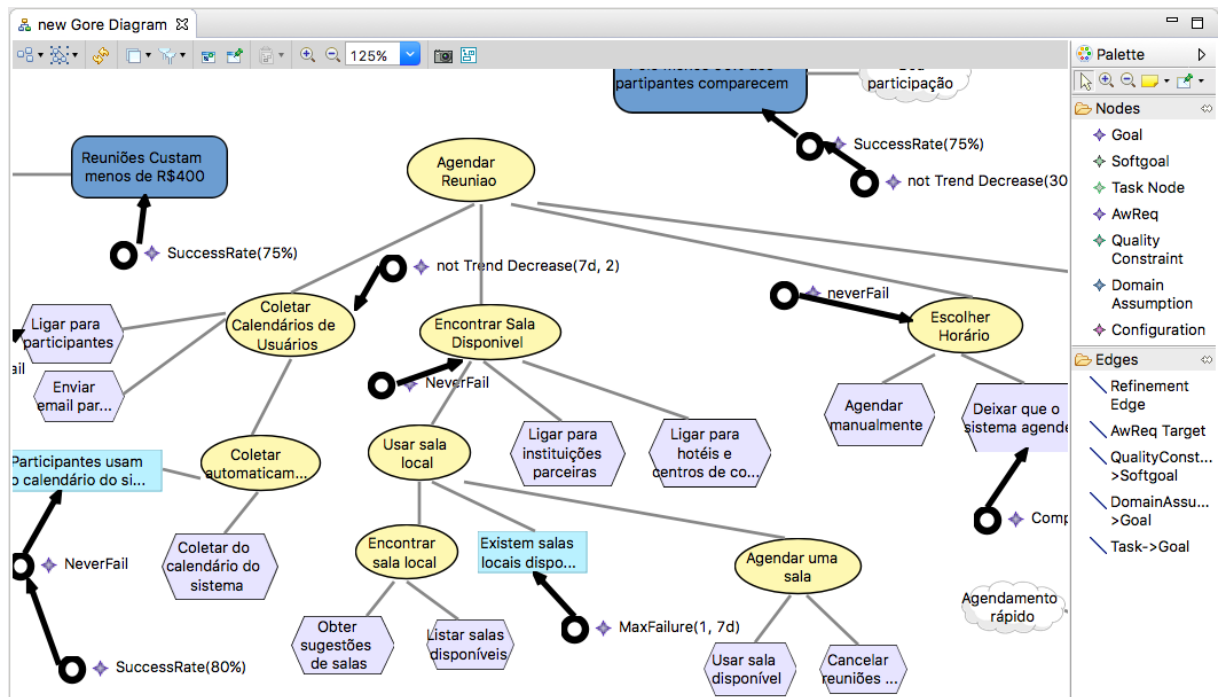 new Gore Diagram
125%
partipantes comparecem
participação
Reuniões Custam
menos de R$400
SuccessRate(75%)
Agendar
Reuniao
SuccessRate(75%)
not Trend Decrease(30
not Trend Decrease(7d, 2)
neverFail
Coletar
Calendários de
Usuários
Encontrar Sala
Disponivel
Escolher
Horário
Ligar para
participantes
ail
Enviar
email par...
NeverFail
Agendar
manualmente
Deixar que o
sistema agende
Ligar para
instituições
parceiras
Ligar para
hotéis e
centros de co...
Usar sala
local
Participantes usam
o calendário do si...
Coletar
automaticam...
Comp
NeverFail
Coletar do
calendário do
sistema
Encontrar
sala local
Existem salas
locais dispo...
Agendar uma
sala
Agendamento
rápido
Obter
sugestões
de salas
Listar salas
disponíveis
MaxFailure(1, 7d)
SuccessRate(80%)
Usar sala
disponível
Cancelar
reuniões ...
Palette
Nodes
Goal
Softgoal
Task Node
AwReq
Quality
Constraint
Domain
Assumption
Configuration
Edges
Refinement
Edge
AwReq Target
QualityConst...
>Softgoal
DomainAssu...
>Goal
Task->Goal